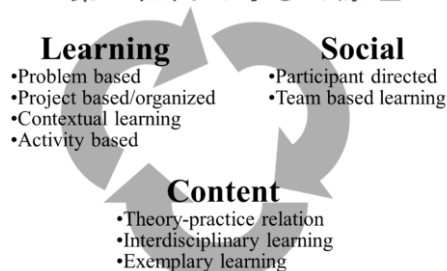 Learning
•Problem based
•Project based/organized
•Contextual learning
•Activity based
Social
•Participant directed
•Team based learning
Content
•Theory-practice relation
•Interdisciplinary learning
•Exemplary learning